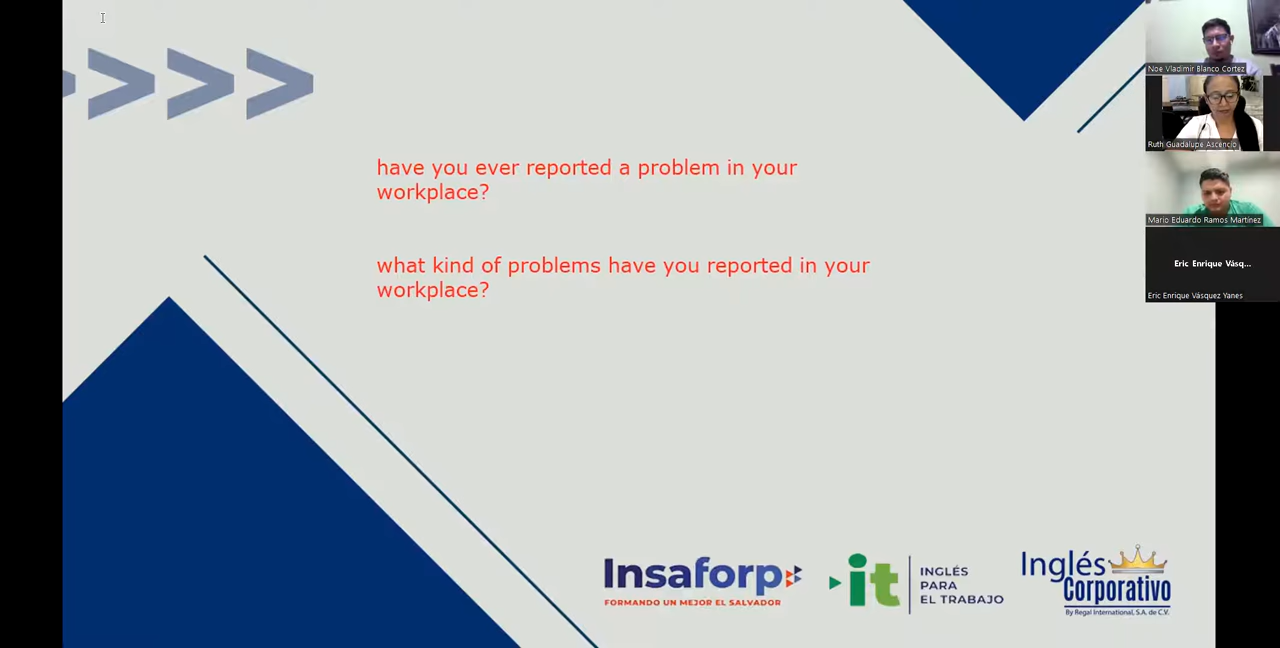 have you ever reported a problem in your
workplace?
what kind of problems have you reported in your
workplace?
Noe Vladimir Blanco Cortez
Ruth Guadalupe Ascencio
Mario Eduardo Ramos Martínez
Eric Enrique Vásq...
Eric Enrique Vásquez Yanes
Insaforp
FORMANDO UN MEJOR EL SALVADOR
it
INGLÉS
PARA
EL TRABAJO
Inglés
Corporativo
By Regal International, S.A. de C.V.